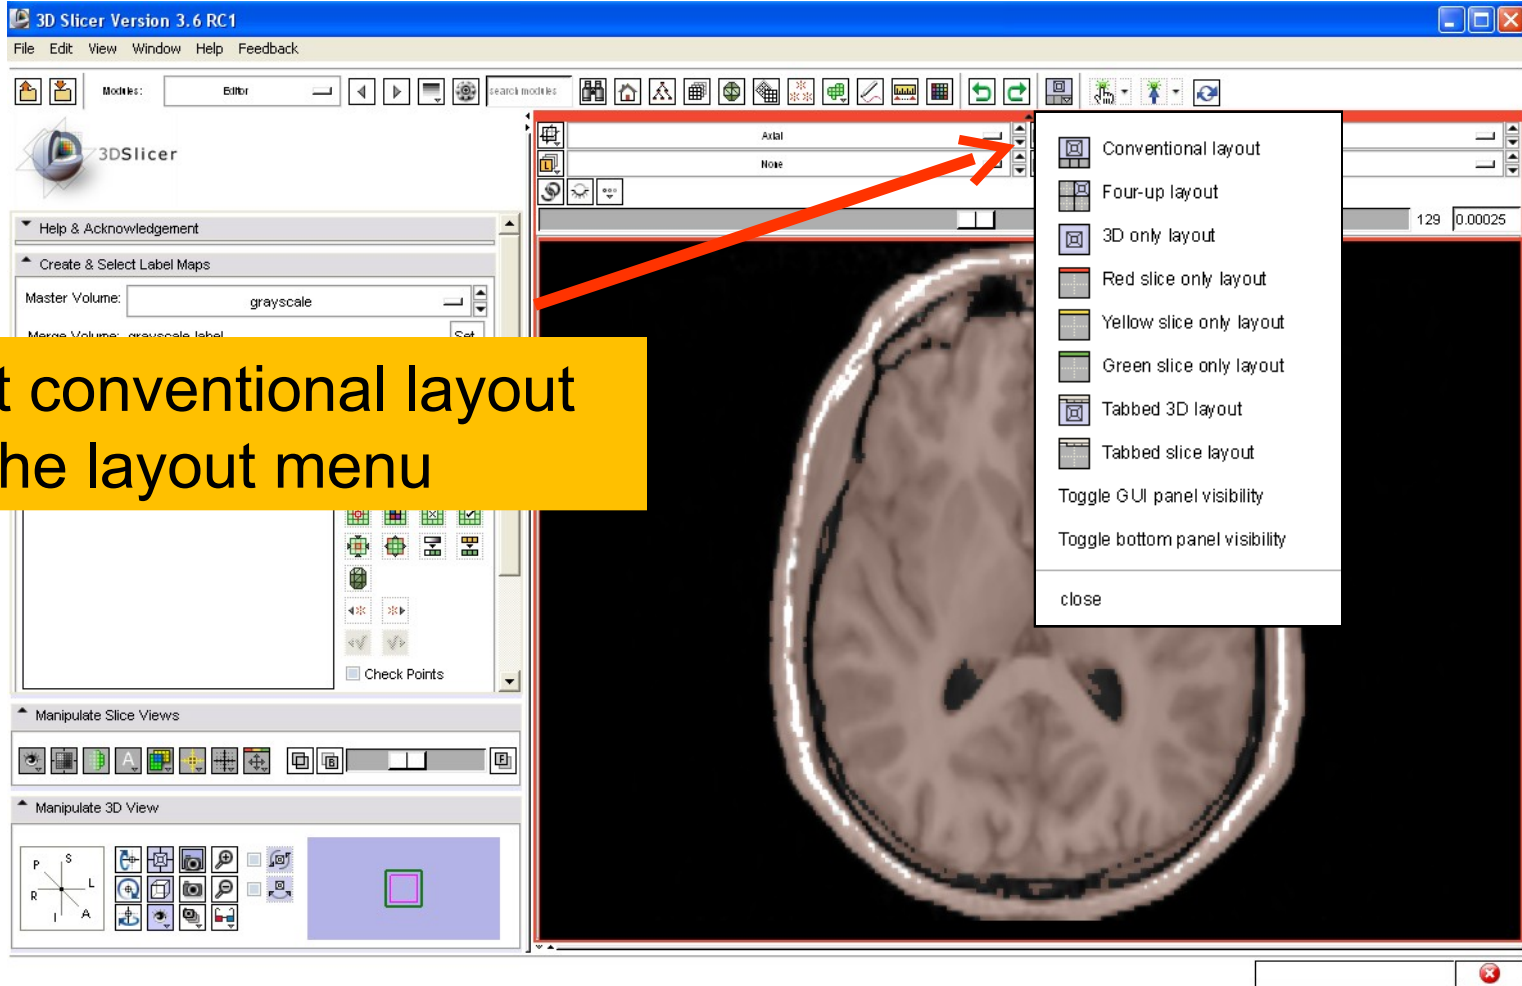 3D Slicer Version 3.6 RC1
File Edit View Window Help Feedback
Modules: Editor search modules
3DSlicer
Axial
None
Help & Acknowledgement
129 0.00025
Create & Select Label Maps
Master Volume: grayscale
Merge Volume: grayscale label Set
t conventional layout
he layout menu
Conventional layout
Four-up layout
3D only layout
Red slice only layout
Yellow slice only layout
Green slice only layout
Tabbed 3D layout
Tabbed slice layout
Toggle GUI panel visibility
Toggle bottom panel visibility
close
Check Points
Manipulate Slice Views
A B F
Manipulate 3D View
P S
L
R
I A